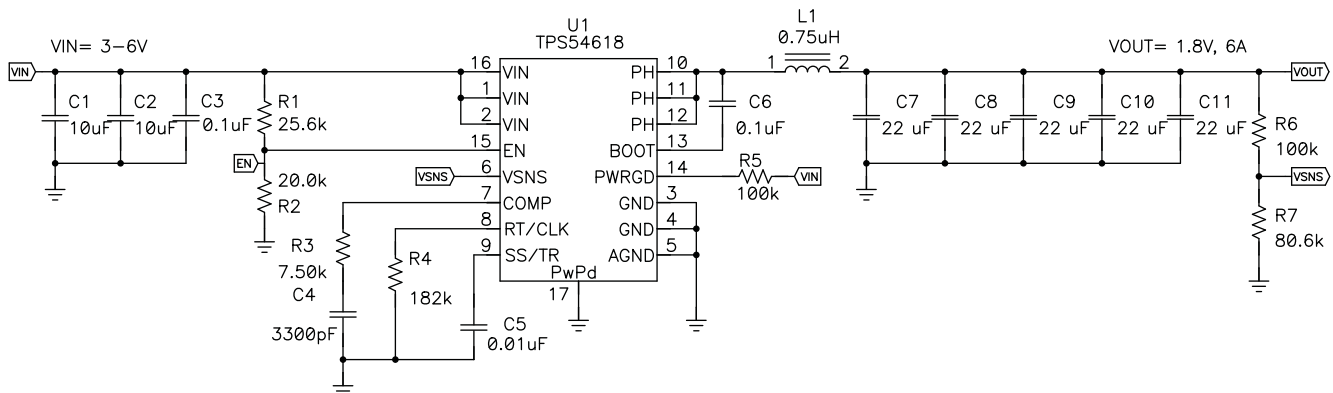 U1
TPS54618
L1
0.75uH
VIN= 3-6V
VOUT= 1.8V, 6A
VIN
C1
10uF
C2
10uF
C3
0.1uF
R1
25.6k
EN
20.0k
R2
16
VIN
1
VIN
2
VIN
15
EN
VSNS
6
VSNS
7
COMP
8
RT/CLK
9
SS/TR
PwPd
17
PH
10
PH
11
PH
12
BOOT
13
PWRGD
14
GND
3
GND
4
AGND
5
R3
7.50k
C4
3300pF
R4
182k
C5
0.01uF
1
2
C6
0.1uF
R5
100k
VIN
C7
22 uF
C8
22 uF
C9
22 uF
C10
22 uF
C11
22 uF
VOUT
R6
100k
VSNS
R7
80.6k